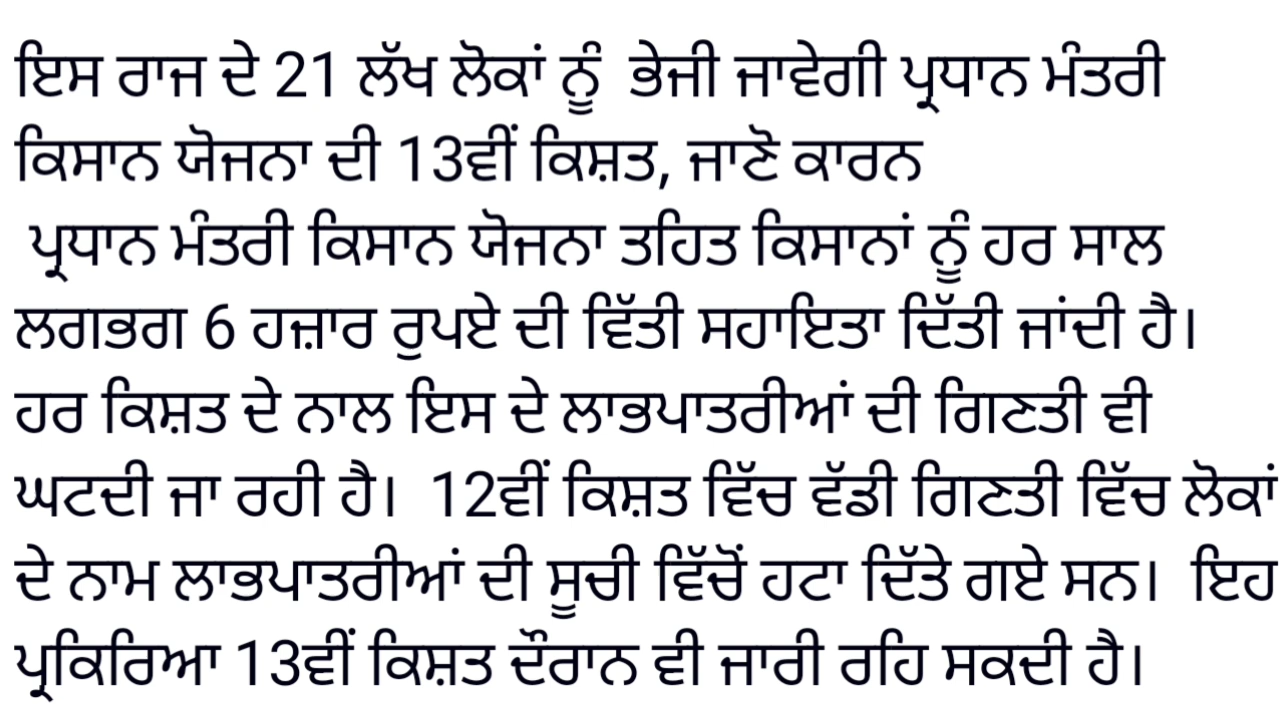 ਇਸ ਰਾਜ ਦੇ 21 ਲੱਖ ਲੋਕਾਂ ਨੂੰ ਭੇਜੀ ਜਾਵੇਗੀ ਪ੍ਰਧਾਨ ਮੰਤਰੀ
ਕਿਸਾਨ ਯੋਜਨਾ ਦੀ 13ਵੀਂ ਕਿਸ਼ਤ, ਜਾਣੋ ਕਾਰਨ
ਪ੍ਰਧਾਨ ਮੰਤਰੀ ਕਿਸਾਨ ਯੋਜਨਾ ਤਹਿਤ ਕਿਸਾਨਾਂ ਨੂੰ ਹਰ ਸਾਲ
ਲਗਭਗ 6 ਹਜ਼ਾਰ ਰੁਪਏ ਦੀ ਵਿੱਤੀ ਸਹਾਇਤਾ ਦਿੱਤੀ ਜਾਂਦੀ ਹੈ।
ਹਰ ਕਿਸ਼ਤ ਦੇ ਨਾਲ ਇਸ ਦੇ ਲਾਭਪਾਤਰੀਆਂ ਦੀ ਗਿਣਤੀ ਵੀ
ਘਟਦੀ ਜਾ ਰਹੀ ਹੈ। 12ਵੀਂ ਕਿਸ਼ਤ ਵਿੱਚ ਵੱਡੀ ਗਿਣਤੀ ਵਿੱਚ ਲੋਕਾਂ
ਦੇ ਨਾਮ ਲਾਭਪਾਤਰੀਆਂ ਦੀ ਸੂਚੀ ਵਿੱਚੋਂ ਹਟਾ ਦਿੱਤੇ ਗਏ ਸਨ। ਇਹ
ਪ੍ਰਕਿਰਿਆ 13ਵੀਂ ਕਿਸ਼ਤ ਦੌਰਾਨ ਵੀ ਜਾਰੀ ਰਹਿ ਸਕਦੀ ਹੈ।